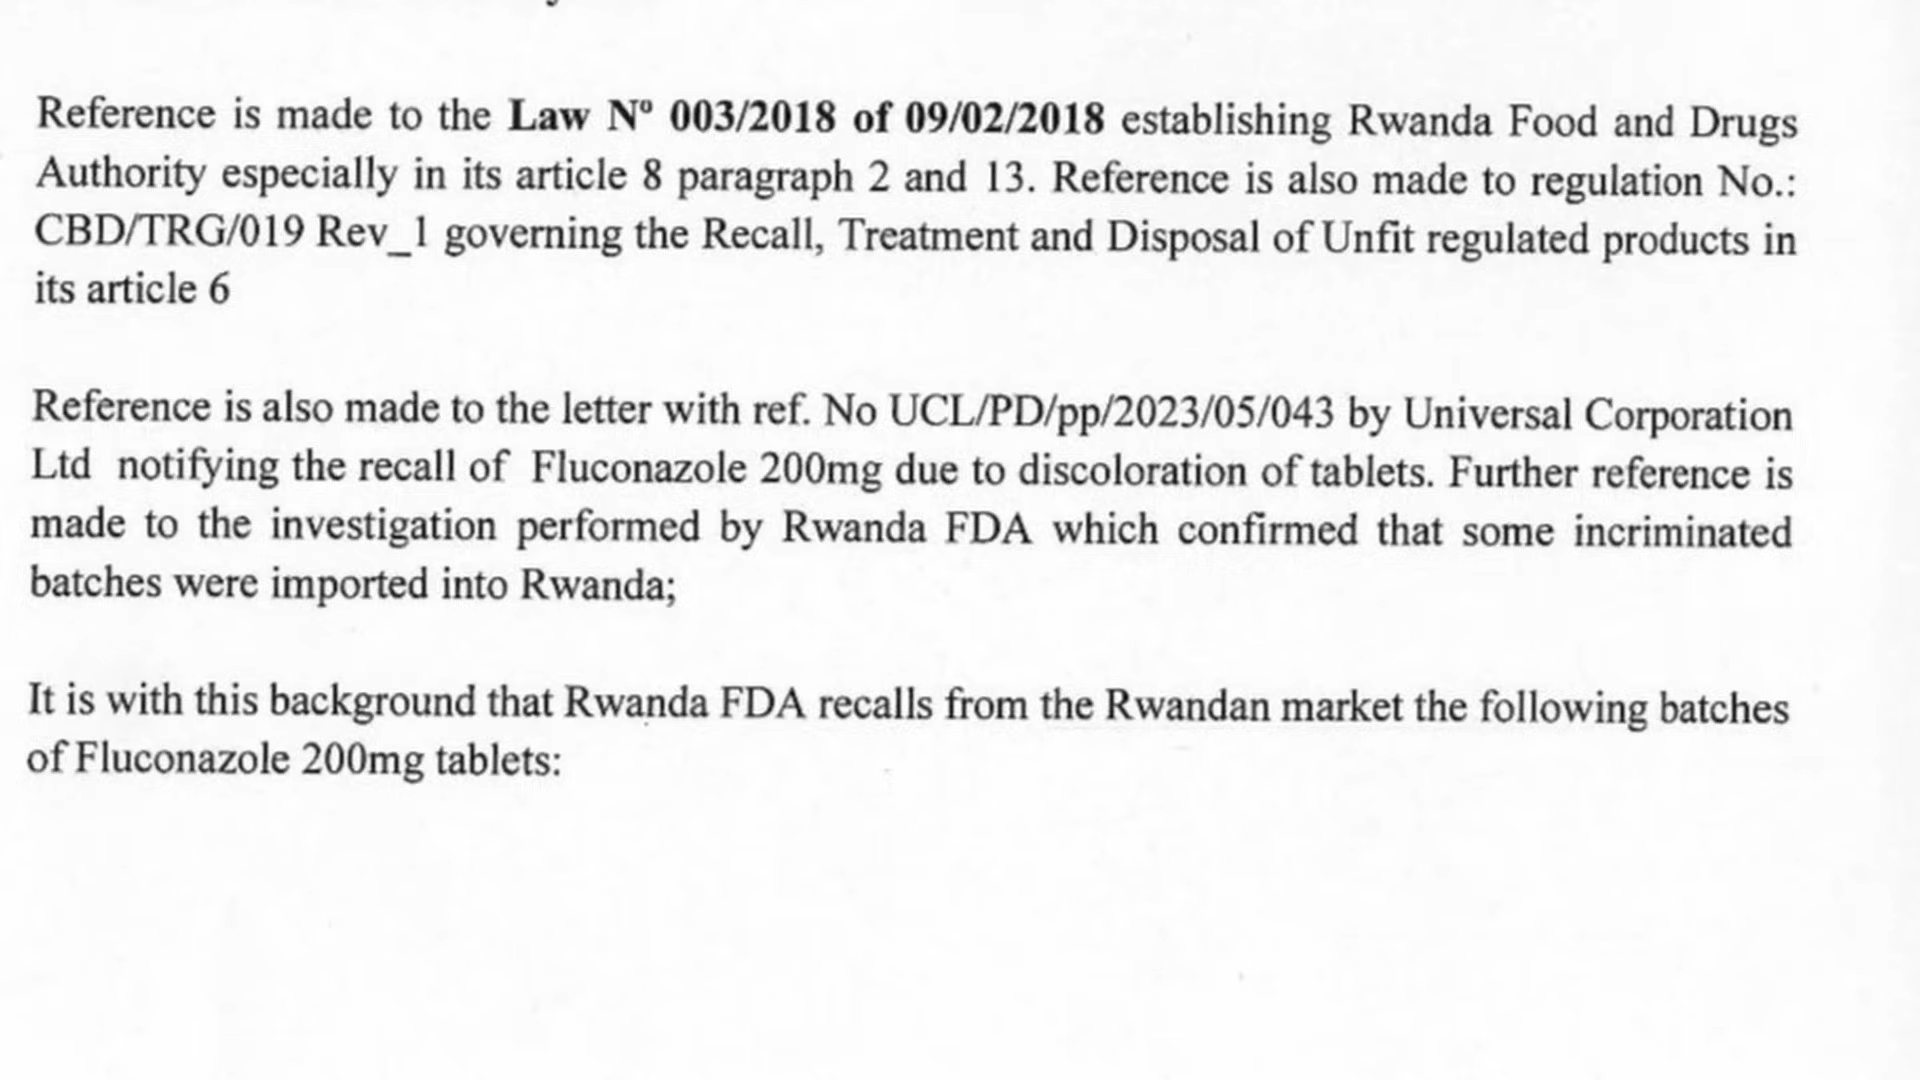 Reference is made to the Law Nº 003/2018 of 09/02/2018 establishing Rwanda Food and Drugs
Authority especially in its article 8 paragraph 2 and 13. Reference is also made to regulation No.:
CBD/TRG/019 Rev_1 governing the Recall, Treatment and Disposal of Unfit regulated products in
its article 6
Reference is also made to the letter with ref. No UCL/PD/pp/2023/05/043 by Universal Corporation
Ltd notifying the recall of Fluconazole 200mg due to discoloration of tablets. Further reference is
made to the investigation performed by Rwanda FDA which confirmed that some incriminated
batches were imported into Rwanda;
It is with this background that Rwanda FDA recalls from the Rwandan market the following batches
of Fluconazole 200mg tablets: